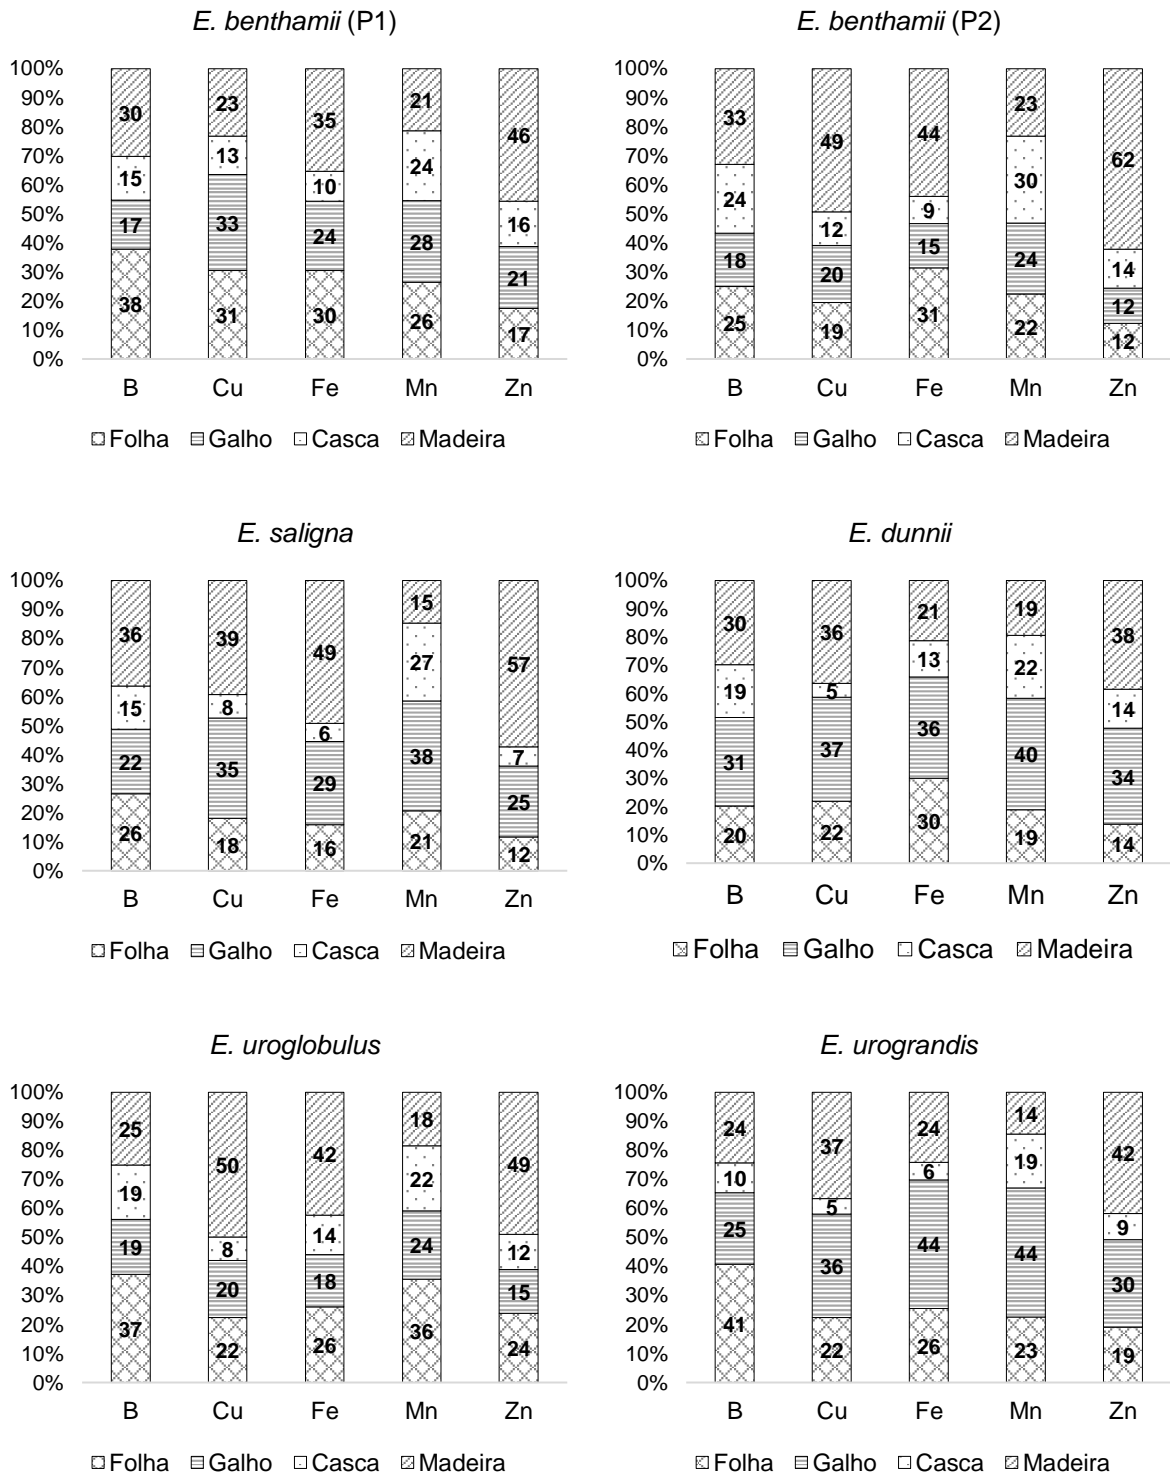 E. benthamii (P1)
100%
90%
80%
70%
60%
50%
40%
30%
20%
10%
0%
30 23 35 21 46
15 13 10 24 16
17 33 24 28 21
38 31 30 26 17
B Cu Fe Mn Zn
Folha Galho Casca Madeira
E. benthamii (P2)
100%
90%
80%
70%
60%
50%
40%
30%
20%
10%
0%
33 49 44 23 62
24 12 9 30 14
18 20 15 24 12
25 19 31 22 12
B Cu Fe Mn Zn
Folha Galho Casca Madeira
E. saligna
100%
90%
80%
70%
60%
50%
40%
30%
20%
10%
0%
36 39 49 15 57
15 8 6 27 7
22 35 29 38 25
26 18 16 21 12
B Cu Fe Mn Zn
Folha Galho Casca Madeira
E. dunnii
100%
90%
80%
70%
60%
50%
40%
30%
20%
10%
0%
30 36 21 19 38
19 5 13 22 14
31 37 36 40 34
20 22 30 19 14
B Cu Fe Mn Zn
Folha Galho Casca Madeira
E. uroglobulus
100%
90%
80%
70%
60%
50%
40%
30%
20%
10%
0%
25 50 42 18 49
19 8 14 22 12
19 20 18 24 15
37 22 26 36 24
B Cu Fe Mn Zn
Folha Galho Casca Madeira
E. urograndis
100%
90%
80%
70%
60%
50%
40%
30%
20%
10%
0%
24 37 24 14 42
10 5 6 19 9
25 36 44 44 30
41 22 26 23 19
B Cu Fe Mn Zn
Folha Galho Casca Madeira